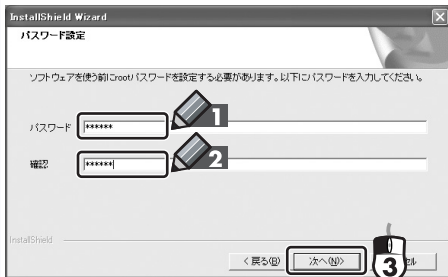 InstallShield Wizard
パスワード設定
ソフトウェアを使う前にrootパスワードを設定する必要があります。以下にパスワードを入力してください。
パスワード ****** 1
確認 ****** 2
InstallShield
< 戻る(B) 次へ(N)> 3